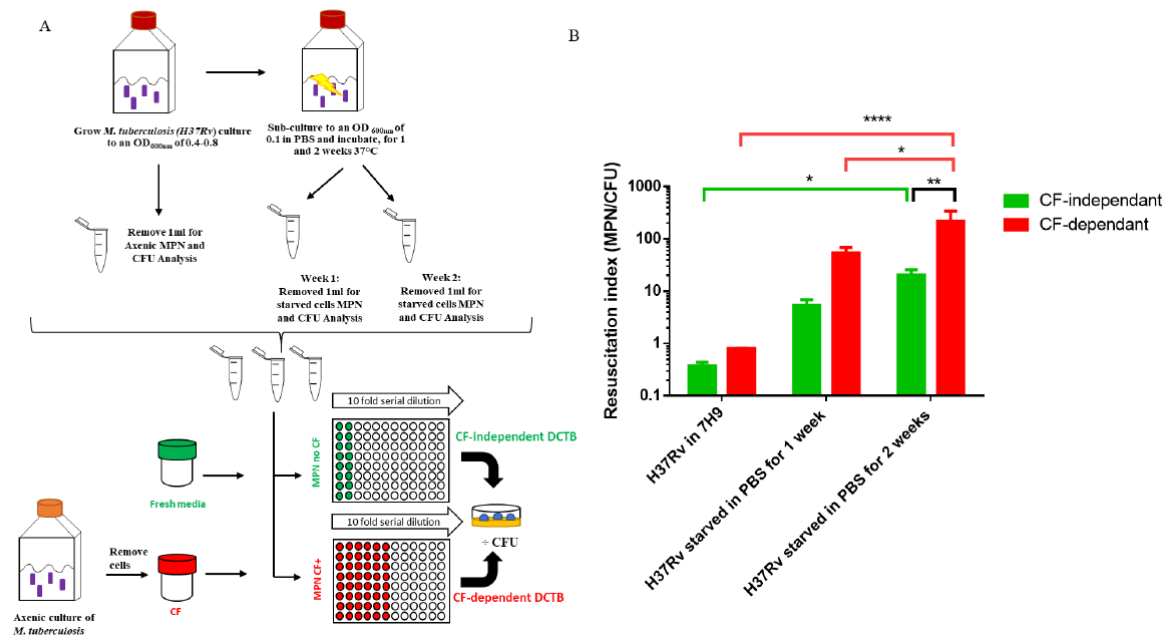 A
Grow M. tuberculosis (H37Rv) culture
to an OD600nm of 0.4-0.8
Sub-culture to an OD 600nm of
0.1 in PBS and incubate, for 1
and 2 weeks 37°C
Remove 1ml for
Axenic MPN and
CFU Analysis
Week 1:
Removed 1ml for
starved cells MPN
and CFU Analysis
Week 2:
Removed 1ml for
starved cells MPN
and CFU Analysis
10 fold serial dilution
MPN no CF
CF-independent DCTB
Fresh media
10 fold serial dilution
÷ CFU
MPN CF+
CF-dependent DCTB
Remove
cells
CF
Axenic culture of
M. tuberculosis
B
****
*
*
**
CF-independant
CF-dependant
Resuscitation index (MPN/CFU)
1000
100
10
1
0.1
H37Rv in 7H9
H37Rv starved in PBS for 1 week
H37Rv starved in PBS for 2 weeks